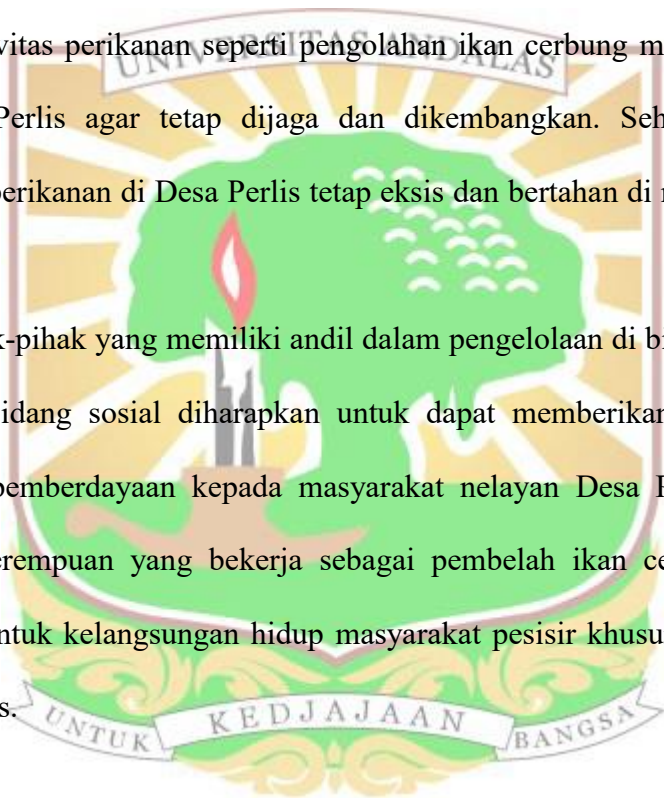 UNIVERSITAS ANDALAS
vitas perikanan seperti pengolahan ikan cerbung m
Perlis agar tetap dijaga dan dikembangkan. Seh
perikanan di Desa Perlis tetap eksis dan bertahan di
k-pihak yang memiliki andil dalam pengelolaan di bi
idang sosial diharapkan untuk dapat memberikan
pemberdayaan kepada masyarakat nelayan Desa
erempuan yang bekerja sebagai pembelah ikan ce
ntuk kelangsungan hidup masyarakat pesisir khusu
s.
UNTUK KEDJAJAAN BANGSA